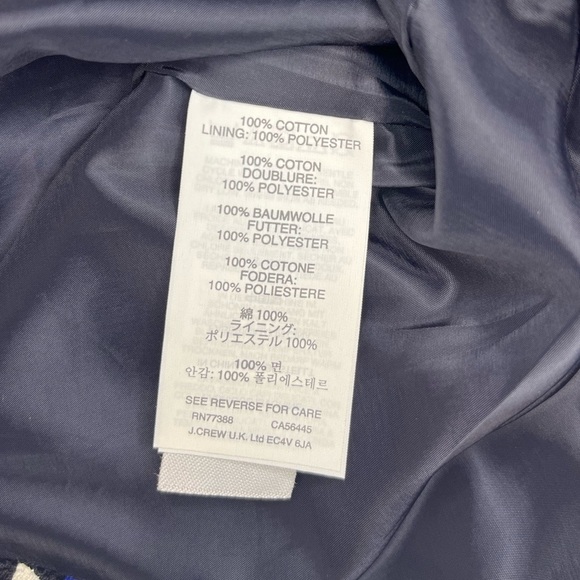 100% COTTON
LINING: 100% POLYESTER
100% COTON
DOUBLURE:
100% POLYESTER
100% BAUMWOLLE
FUTTER:
100% POLYESTER
100% COTONE
FODERA:
100% POLIESTERE
綿 100%
ライニング:
ポリエステル 100%
100% 면
안감: 100% 폴리에스테르
SEE REVERSE FOR CARE
RN77388 CA56445
J.CREW U.K. Ltd EC4V 6JA